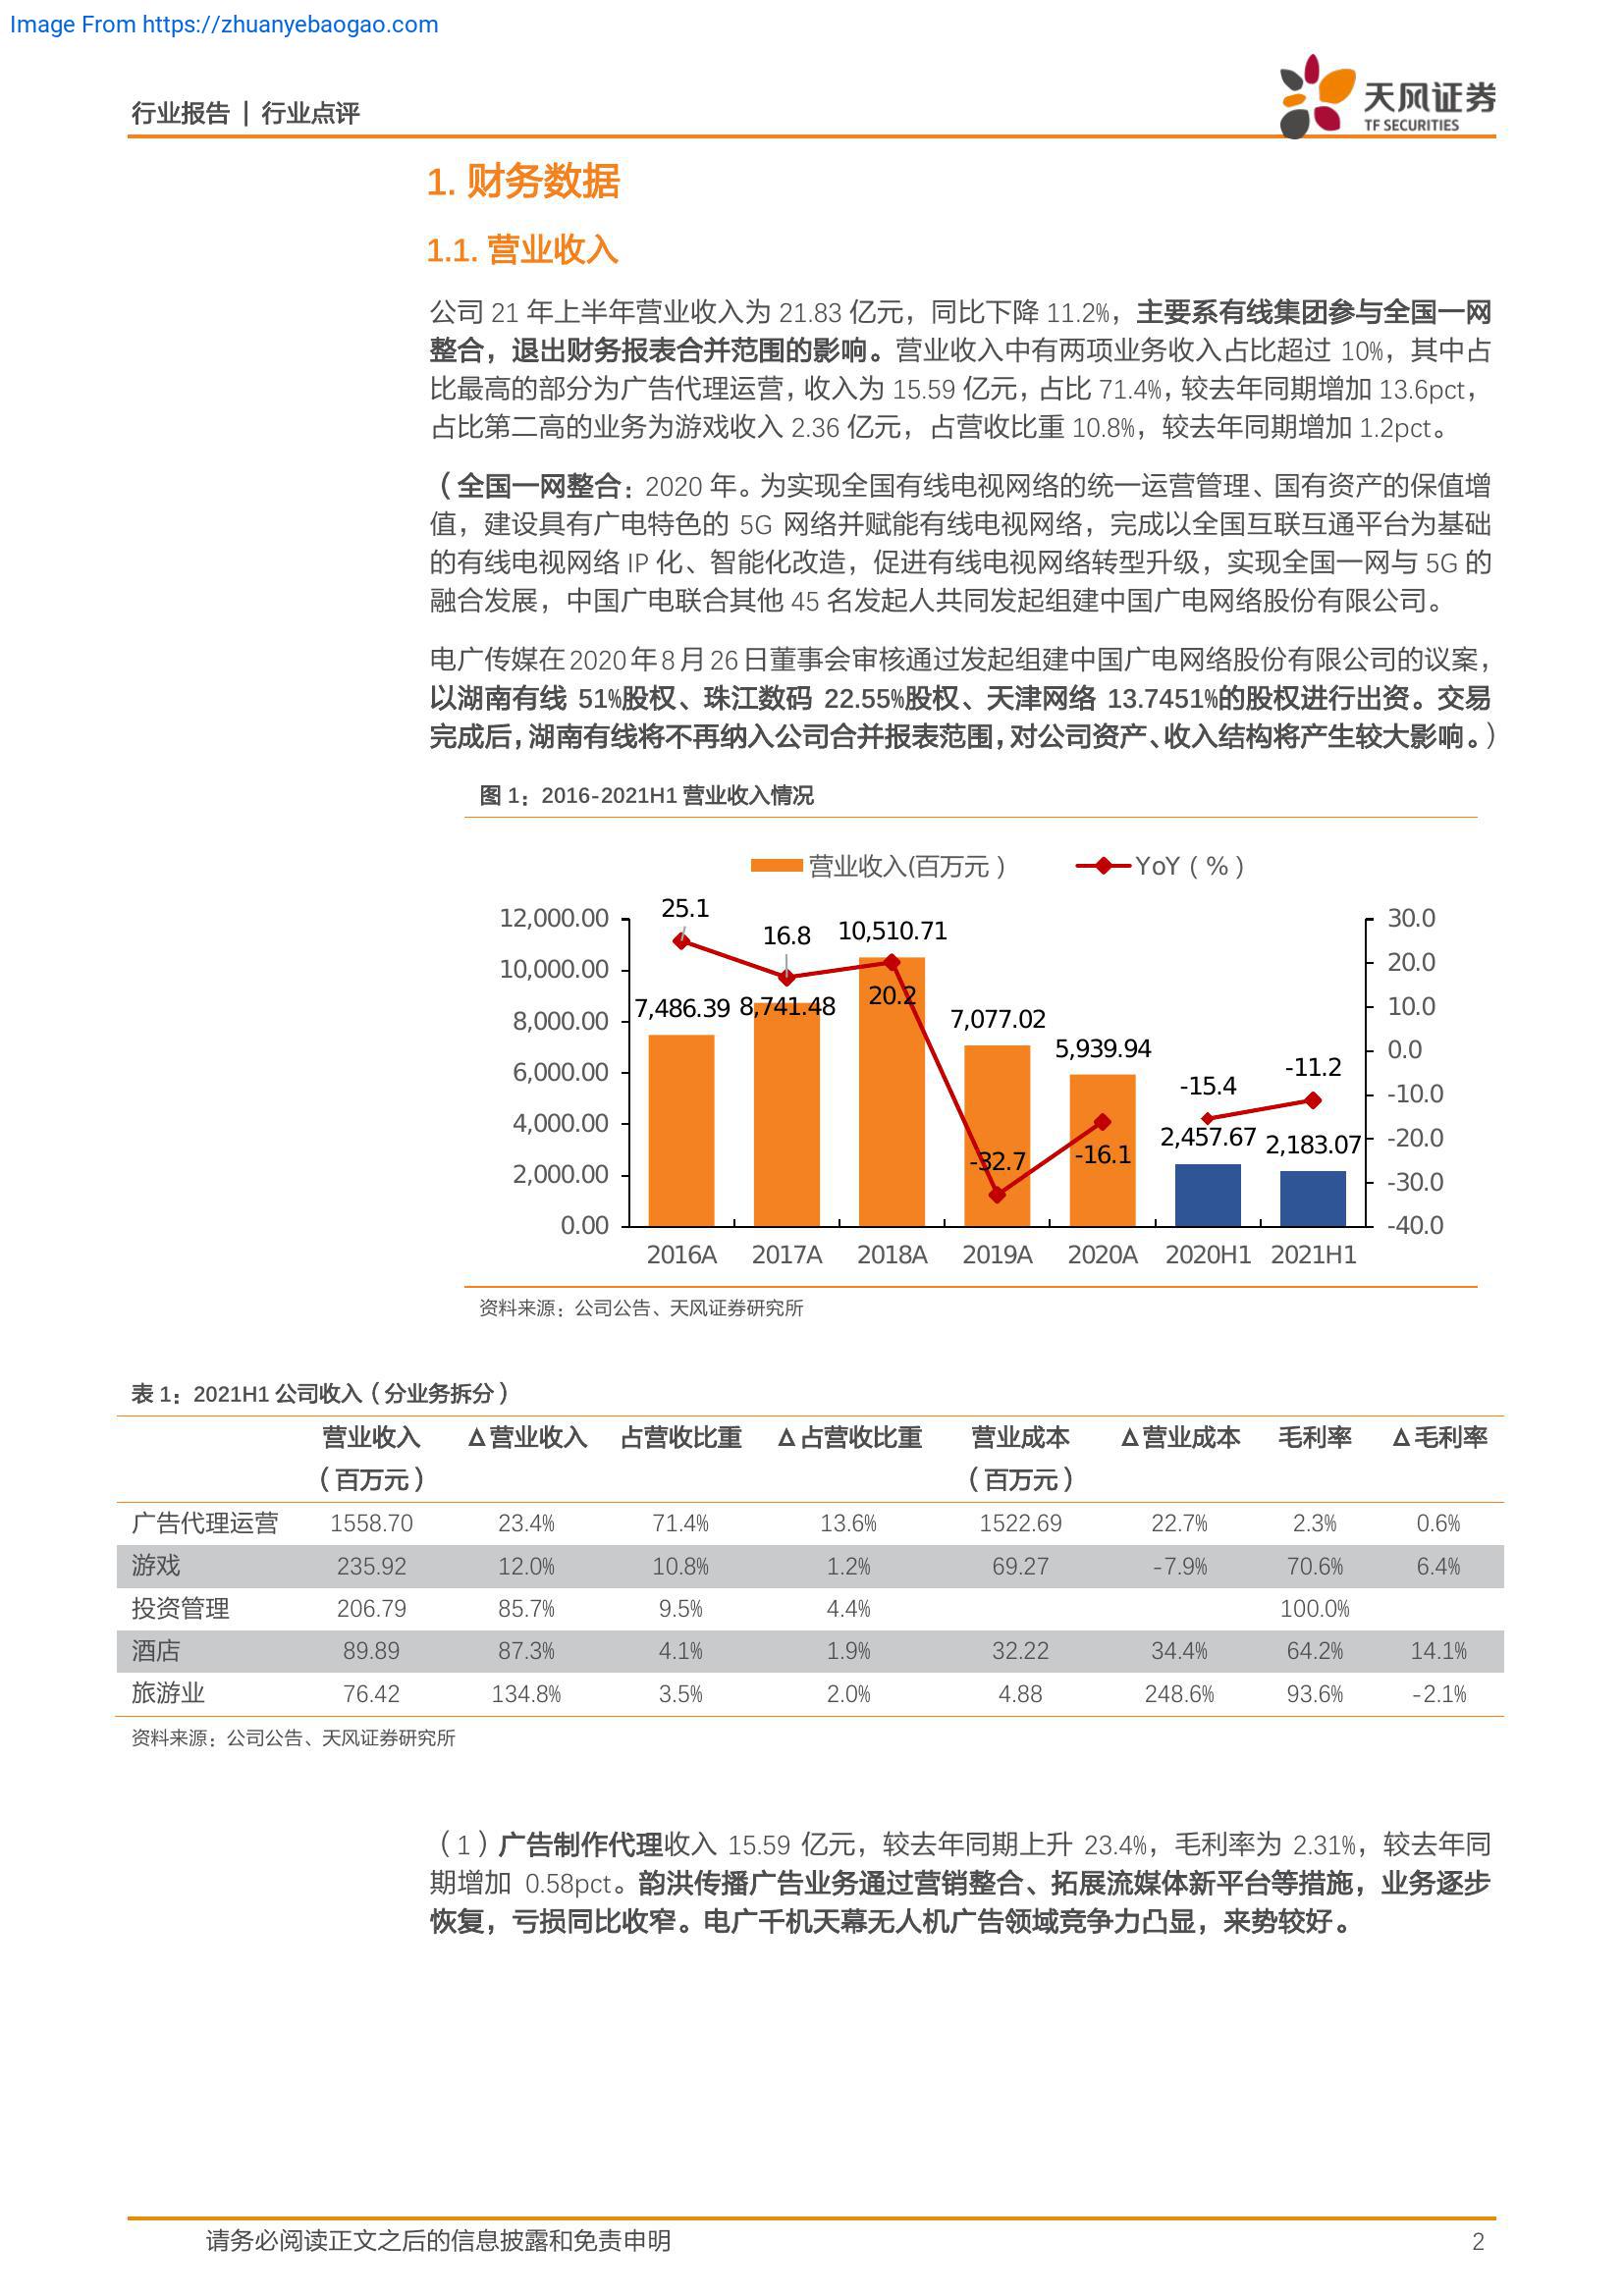 Image From https://zhuanyebaogao.com
行业报告 | 行业点评
天风证券
TF SECURITIES
1. 财务数据
1.1. 营业收入
公司 21 年上半年营业收入为 21.83 亿元，同比下降 11.2%，主要系有线集团参与全国一网
整合，退出财务报表合并范围的影响。营业收入中有两项业务收入占比超过 10%，其中占
比最高的部分为广告代理运营，收入为 15.59 亿元，占比 71.4%，较去年同期增加 13.6pct，
占比第二高的业务为游戏收入 2.36 亿元，占营收比重 10.8%，较去年同期增加 1.2pct。
（全国一网整合：2020 年。为实现全国有线电视网络的统一运营管理、国有资产的保值增
值，建设具有广电特色的 5G 网络并赋能有线电视网络，完成以全国互联互通平台为基础
的有线电视网络 IP 化、智能化改造，促进有线电视网络转型升级，实现全国一网与 5G 的
融合发展，中国广电联合其他 45 名发起人共同发起组建中国广电网络股份有限公司。
电广传媒在 2020 年 8 月 26 日董事会审核通过发起组建中国广电网络股份有限公司的议案，
以湖南有线 51%股权、珠江数码 22.55%股权、天津网络 13.7451%的股权进行出资。交易
完成后，湖南有线将不再纳入公司合并报表范围，对公司资产、收入结构将产生较大影响。）
图 1：2016-2021H1 营业收入情况
营业收入(百万元） YoY（%）
12,000.00
10,000.00
8,000.00
6,000.00
4,000.00
2,000.00
0.00
25.1
16.8
20.2
-32.7
-16.1
-15.4
-11.2
7,486.39
8,741.48
10,510.71
7,077.02
5,939.94
2,457.67
2,183.07
30.0
20.0
10.0
0.0
-10.0
-20.0
-30.0
-40.0
2016A 2017A 2018A 2019A 2020A 2020H1 2021H1
资料来源：公司公告、天风证券研究所
表 1：2021H1 公司收入（分业务拆分）
营业收入 Δ营业收入 占营收比重 Δ占营收比重 营业成本 Δ营业成本 毛利率 Δ毛利率
（百万元） （百万元）
广告代理运营 1558.70 23.4% 71.4% 13.6% 1522.69 22.7% 2.3% 0.6%
游戏 235.92 12.0% 10.8% 1.2% 69.27 -7.9% 70.6% 6.4%
投资管理 206.79 85.7% 9.5% 4.4% 100.0%
酒店 89.89 87.3% 4.1% 1.9% 32.22 34.4% 64.2% 14.1%
旅游业 76.42 134.8% 3.5% 2.0% 4.88 248.6% 93.6% -2.1%
资料来源：公司公告、天风证券研究所
（1）广告制作代理收入 15.59 亿元，较去年同期上升 23.4%，毛利率为 2.31%，较去年同
期增加 0.58pct。韵洪传播广告业务通过营销整合、拓展流媒体新平台等措施，业务逐步
恢复，亏损同比收窄。电广千机天幕无人机广告领域竞争力凸显，来势较好。
请务必阅读正文之后的信息披露和免责申明
2